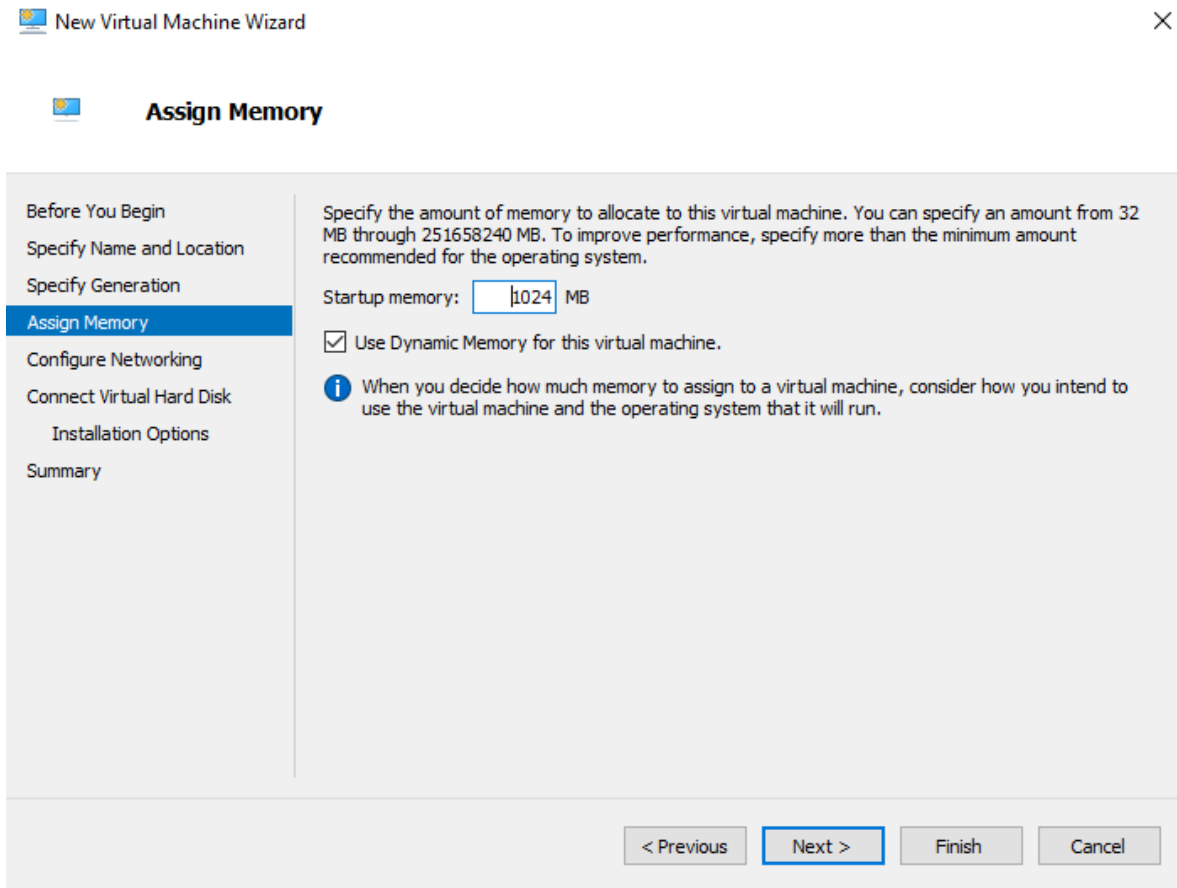 New Virtual Machine Wizard
Assign Memory
Before You Begin
Specify Name and Location
Specify Generation
Assign Memory
Configure Networking
Connect Virtual Hard Disk
Installation Options
Summary
Specify the amount of memory to allocate to this virtual machine. You can specify an amount from 32
MB through 251658240 MB. To improve performance, specify more than the minimum amount
recommended for the operating system.
Startup memory: 1024 MB
Use Dynamic Memory for this virtual machine.
When you decide how much memory to assign to a virtual machine, consider how you intend to
use the virtual machine and the operating system that it will run.
< Previous Next > Finish Cancel